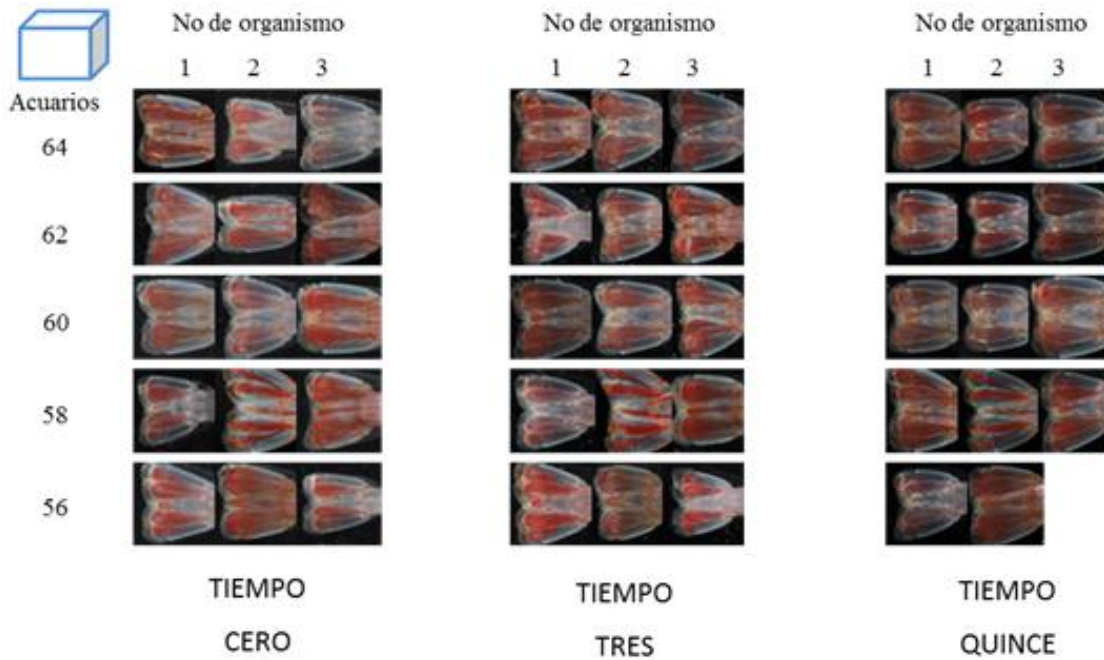 No de organismo
No de organismo
No de organismo
1 2 3
1 2 3
1 2 3
Acuarios
64
62
60
58
56
TIEMPO
CERO
TIEMPO
TRES
TIEMPO
QUINCE